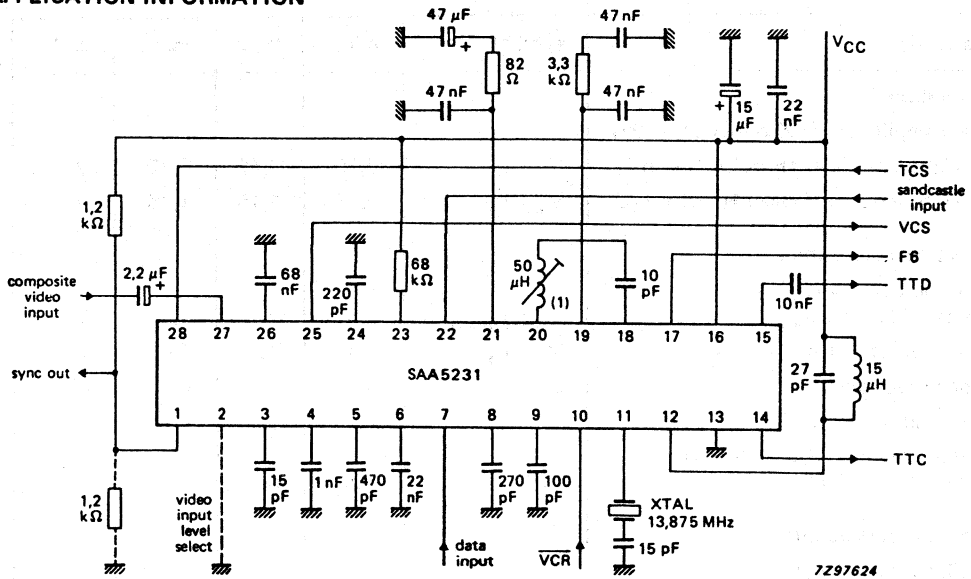 APPLICATION INFORMATION
47 µF
+
82
Ω
47 nF
3,3
kΩ
47 nF
47 nF
+
15
µF
22
nF
VCC
TCS
sandcastle
input
VCS
F6
TTD
10 nF
1,2
kΩ
composite
video
input
2,2 µF
+
68
nF
220
pF
68
kΩ
50
µH
(1)
10
pF
28 27 26 25 24 23 22 21 20 19 18 17 16 15
sync out
SAA5231
27
pF
15
µH
1 2 3 4 5 6 7 8 9 10 11 12 13 14
TTC
1,2
kΩ
video
input
level
select
15
pF
1 nF
470
pF
22
nF
data
input
270
pF
100
pF
VCR
XTAL
13,875 MHz
15 pF
7Z97624